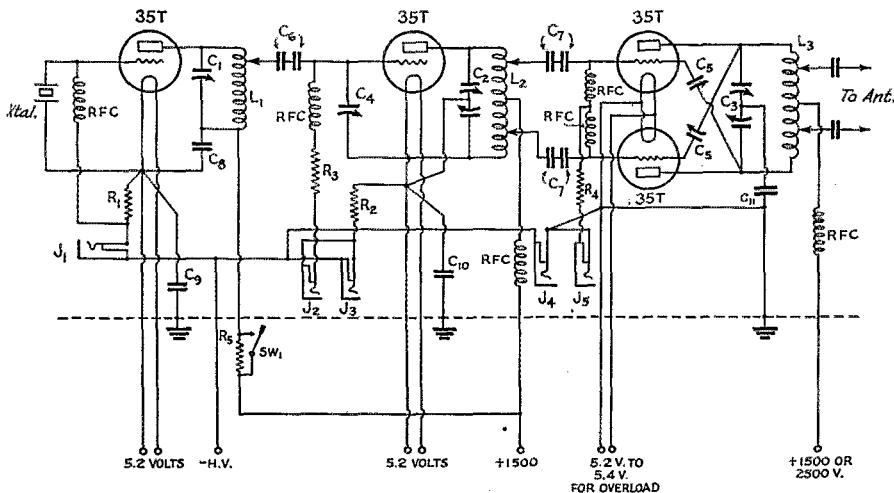 35T
35T
35T
C1
C6
C7
L3
Xtal.
RFC
L1
C4
C2
L2
RFC
C5
C3
To Ant.
RFC
RFC
C5
C8
R3
C7
R4
35T
R1
R2
C11
J1
C9
C10
RFC
RFC
J2
J3
J4
J5
R5
SW1
5.2 VOLTS
-H.V.
5.2 VOLTS
+1500
5.2 V. TO
5.4 V.
FOR OVERLOAD
+1500 OR
2500 V.